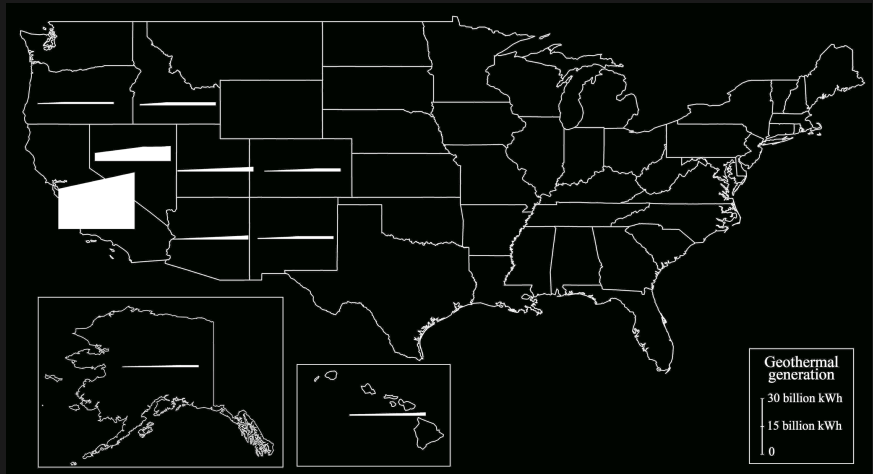 Geothermal
generation
30 billion kWh
15 billion kWh
0